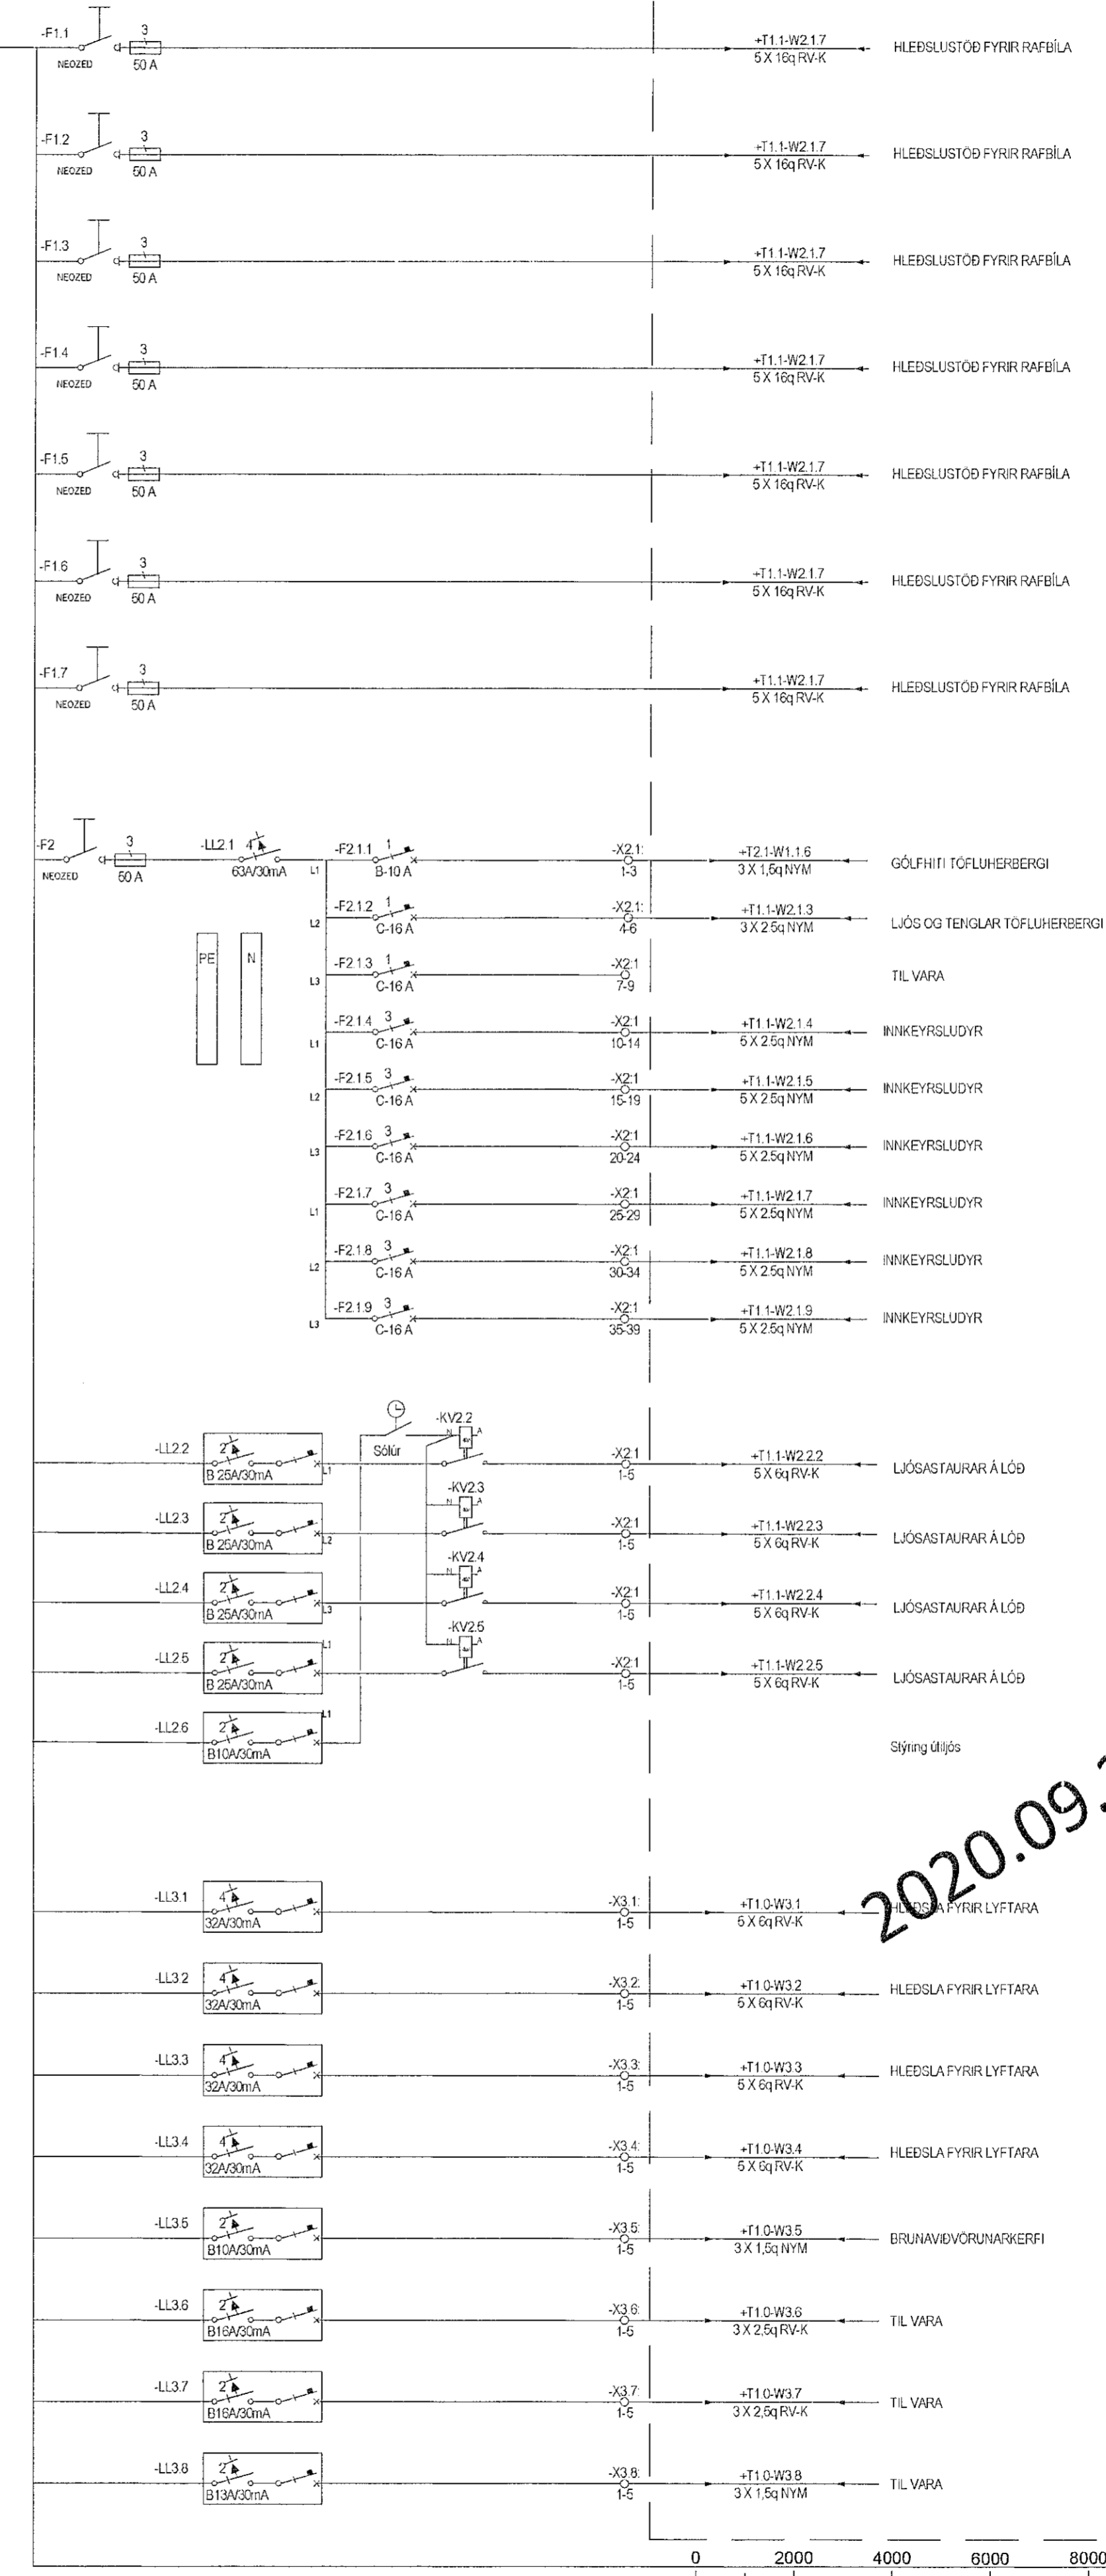 -F1.1 3 +T1.1-W2.1.7 HLEÐSLUSTÖÐ FYRIR RAFBÍLA
NEOZED 50 A 5 X 16q RV-K
-F1.2 3 +T1.1-W2.1.7 HLEÐSLUSTÖÐ FYRIR RAFBÍLA
NEOZED 50 A 5 X 16q RV-K
-F1.3 3 +T1.1-W2.1.7 HLEÐSLUSTÖÐ FYRIR RAFBÍLA
NEOZED 50 A 5 X 16q RV-K
-F1.4 3 +T1.1-W2.1.7 HLEÐSLUSTÖÐ FYRIR RAFBÍLA
NEOZED 50 A 5 X 16q RV-K
-F1.5 3 +T1.1-W2.1.7 HLEÐSLUSTÖÐ FYRIR RAFBÍLA
NEOZED 50 A 5 X 16q RV-K
-F1.6 3 +T1.1-W2.1.7 HLEÐSLUSTÖÐ FYRIR RAFBÍLA
NEOZED 50 A 5 X 16q RV-K
-F1.7 3 +T1.1-W2.1.7 HLEÐSLUSTÖÐ FYRIR RAFBÍLA
NEOZED 50 A 5 X 16q RV-K
-F2 3 -LL2.1 4 -F2.1.1 1 -X2.1: +T2.1-W1.1.6 GÓLFHITI TÖFLUHERBERGI
NEOZED 50 A 63A/30mA L1 B-10 A 1-3 3 X 1,5q NYM
-F2.1.2 1 -X2.1: +T1.1-W2.1.3 LJÓS OG TENGLAR TÖFLUHERBERGI
L2 C-16 A 4-6 3 X 2.5q NYM
PE N
-F2.1.3 1 -X2:1 TIL VARA
L3 C-16 A 7-9
-F2.1.4 3 -X2:1 +T1.1-W2.1.4 INNKEYRSLUDYR
L1 C-16 A 10-14 5 X 2.5q NYM
-F2.1.5 3 -X2:1 +T1.1-W2.1.5 INNKEYRSLUDYR
L2 C-16 A 15-19 5 X 2.5q NYM
-F2.1.6 3 -X2:1 +T1.1-W2.1.6 INNKEYRSLUDYR
L3 C-16 A 20-24 5 X 2.5q NYM
-F2.1.7 3 -X2:1 +T1.1-W2.1.7 INNKEYRSLUDYR
L1 C-16 A 25-29 5 X 2.5q NYM
-F2.1.8 3 -X2:1 +T1.1-W2.1.8 INNKEYRSLUDYR
L2 C-16 A 30-34 5 X 2.5q NYM
-F2.1.9 3 -X2:1 +T1.1-W2.1.9 INNKEYRSLUDYR
L3 C-16 A 35-39 5 X 2.5q NYM
-KV2.2
N A
Sólúr
-LL2.2 2 -X2:1 +T1.1-W2.2.2 LJÓSASTAURAR Á LÓÐ
B 25A/30mA L1 1-5 5 X 6q RV-K
-KV2.3
N A
-LL2.3 2 -X2:1 +T1.1-W2.2.3 LJÓSASTAURAR Á LÓÐ
B 25A/30mA L2 1-5 5 X 6q RV-K
-KV2.4
N A
-LL2.4 2 -X2:1 +T1.1-W2.2.4 LJÓSASTAURAR Á LÓÐ
B 25A/30mA L3 1-5 5 X 6q RV-K
-KV2.5
N A
-LL2.5 2 L1 -X2:1 +T1.1-W2.2.5 LJÓSASTAURAR Á LÓÐ
B 25A/30mA 1-5 5 X 6q RV-K
-LL2.6 2 L1 Stýring útiljós
B10A/30mA
2020.09.
-LL3.1 4 -X3.1: +T1.0-W3.1 HLEÐSLA FYRIR LYFTARA
32A/30mA 1-5 5 X 6q RV-K
-LL3.2 4 -X3.2: +T1.0-W3.2 HLEÐSLA FYRIR LYFTARA
32A/30mA 1-5 5 X 6q RV-K
-LL3.3 4 -X3.3: +T1.0-W3.3 HLEÐSLA FYRIR LYFTARA
32A/30mA 1-5 5 X 6q RV-K
-LL3.4 4 -X3.4: +T1.0-W3.4 HLEÐSLA FYRIR LYFTARA
32A/30mA 1-5 5 X 6q RV-K
-LL3.5 2 -X3.5: +T1.0-W3.5 BRUNAVIÐVÖRUNARKERFI
B10A/30mA 1-5 3 X 1,5q NYM
-LL3.6 2 -X3.6: +T1.0-W3.6 TIL VARA
B16A/30mA 1-5 3 X 2,5q RV-K
-LL3.7 2 -X3.7: +T1.0-W3.7 TIL VARA
B16A/30mA 1-5 3 X 2,5q RV-K
-LL3.8 2 -X3.8: +T1.0-W3.8 TIL VARA
B13A/30mA 1-5 3 X 1,5q NYM
0 2000 4000 6000 8000